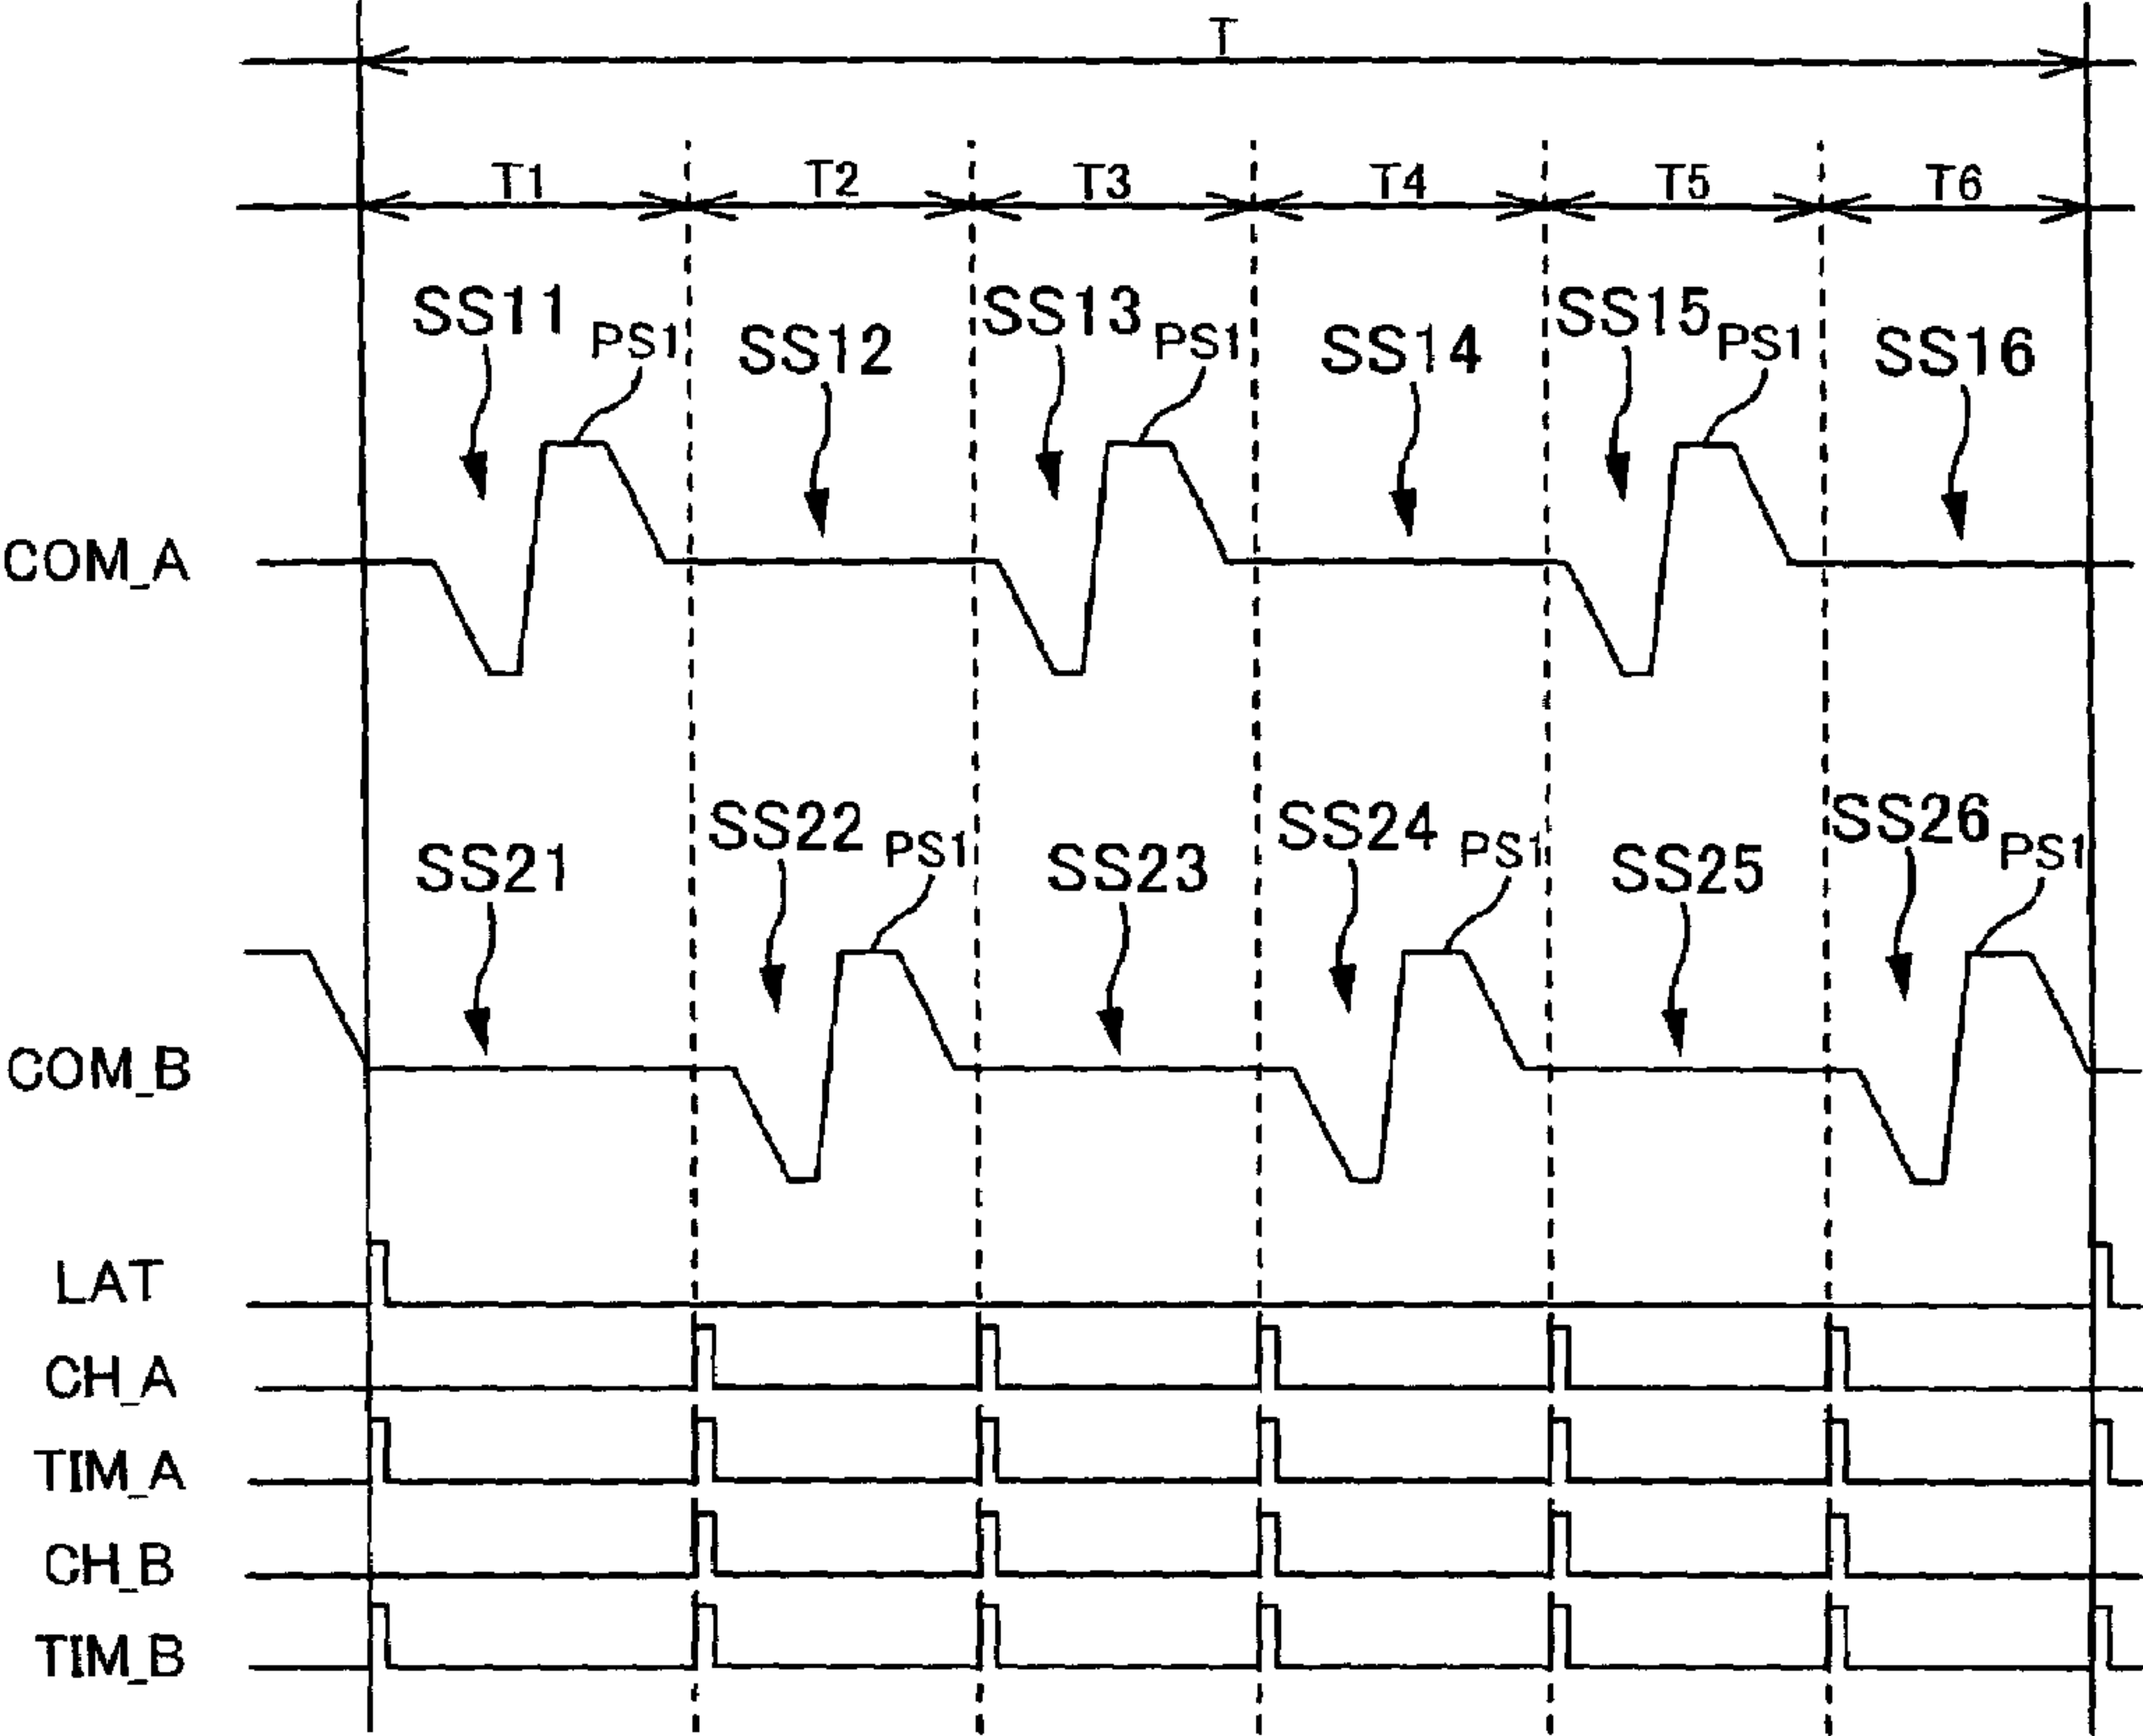 T
T1 T2 T3 T4 T5 T6
SS11 PS1 SS12 SS13 PS1 SS14 SS15 PS1 SS16
COM_A
SS21 SS22 PS1 SS23 SS24 PS1 SS25 SS26 PS1
COM_B
LAT
CH_A
TIM_A
CH_B
TIM_B